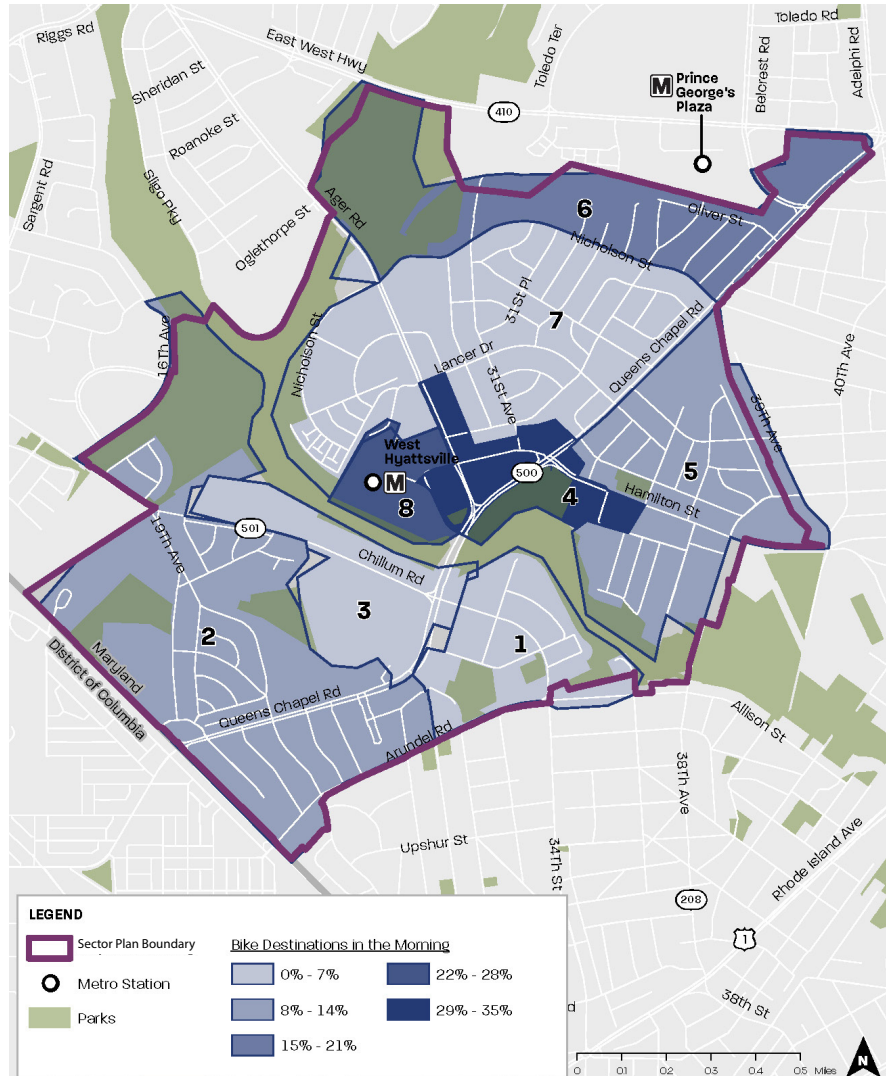 Toledo Rd
Riggs Rd
East West Hwy
Toledo Ter
Belcrest Rd
Adelphi Rd
Sheridan St
M Prince
George's
Plaza
410
Roanoke St
Sargent Rd
Sligo Pky
Ager Rd
Oglethorpe St
6
Oliver St
Nicholson St
31St Pl
7
16Th Ave
Nicholson St
Lancer Dr
Queens Chapel Rd
40Th Ave
31St Ave
39Th Ave
West
Hyattsville
M
500
5
8
4
Hamilton St
19Th Ave
501
Chillum Rd
3
2
1
Maryland
District of Columbia
Queens Chapel Rd
Arundel Rd
Allison St
38Th Ave
Upshur St
34Th St
Rhode Island Ave
208
1
38Th St
d
LEGEND
Sector Plan Boundary
Metro Station
Parks
Bike Destinations in the Morning
0% - 7%
8% - 14%
15% - 21%
22% - 28%
29% - 35%
N
0 0.1 0.2 0.3 0.4 0.5 Miles